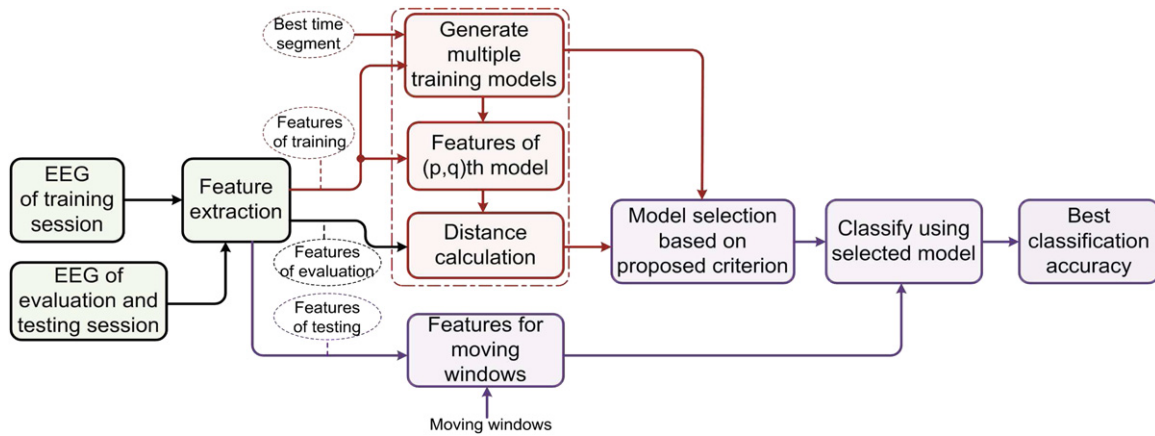 Best time
segment
Generate
multiple
training models
Features
of training
Features of
(p,q)th model
EEG
of training
session
Feature
extraction
Distance
calculation
Model selection
based on
proposed criterion
Classify using
selected model
Best
classification
accuracy
Features
of evaluation
EEG of
evaluation and
testing session
Features
of testing
Features for
moving
windows
Moving windows